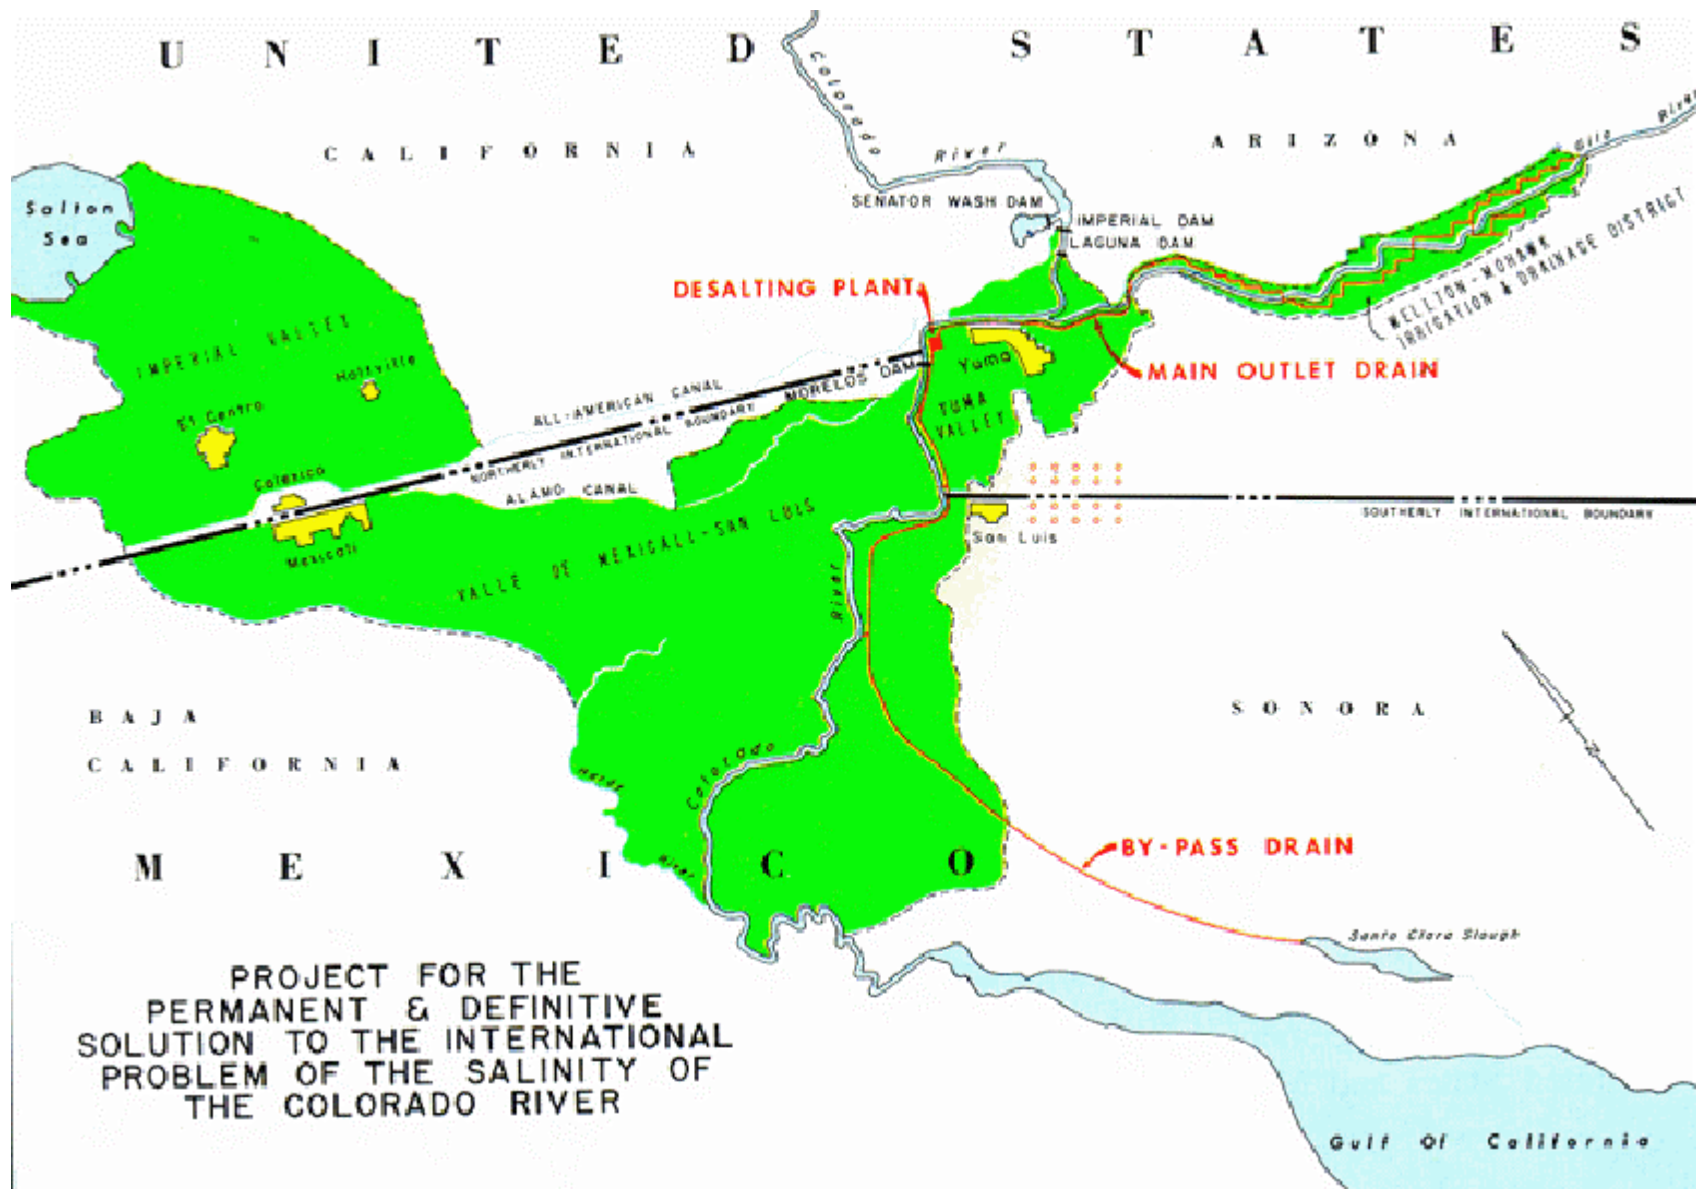 UNITED STATES
CALIFORNIA
ARIZONA
Colorado
River
Gila River
Salton
Sea
SENATOR WASH DAM
IMPERIAL DAM
LAGUNA DAM
WELLTON-MOHAWK
IRRIGATION & DRAINAGE DISTRICT
DESALTING PLANT
IMPERIAL VALLEY
Holtville
El Centro
ALL-AMERICAN CANAL
MORELOS DAM
Yuma
MAIN OUTLET DRAIN
YUMA
VALLEY
NORTHERLY INTERNATIONAL BOUNDARY
Calexico
ALAMO CANAL
Mexicali
SOUTHERLY INTERNATIONAL BOUNDARY
San Luis
VALLE DE MEXICALI-SAN LUIS
River
Colorado
SONORA
N
BAJA
CALIFORNIA
Hardy
River
MEXICO
BY-PASS DRAIN
Santa Clara Slough
PROJECT FOR THE
PERMANENT & DEFINITIVE
SOLUTION TO THE INTERNATIONAL
PROBLEM OF THE SALINITY OF
THE COLORADO RIVER
Gulf Of California